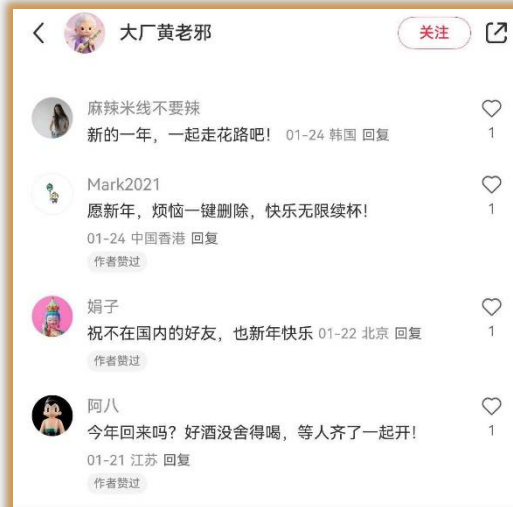 大厂黄老邪
关注
麻辣米线不要辣
新的一年，一起走花路吧！ 01-24 韩国 回复
1
Mark2021
愿新年，烦恼一键删除，快乐无限续杯！
1
01-24 中国香港 回复
作者赞过
娟子
祝不在国内的好友，也新年快乐 01-22 北京 回复
1
作者赞过
阿八
今年回来吗？好酒没舍得喝，等人齐了一起开！
1
01-21 江苏 回复
作者赞过